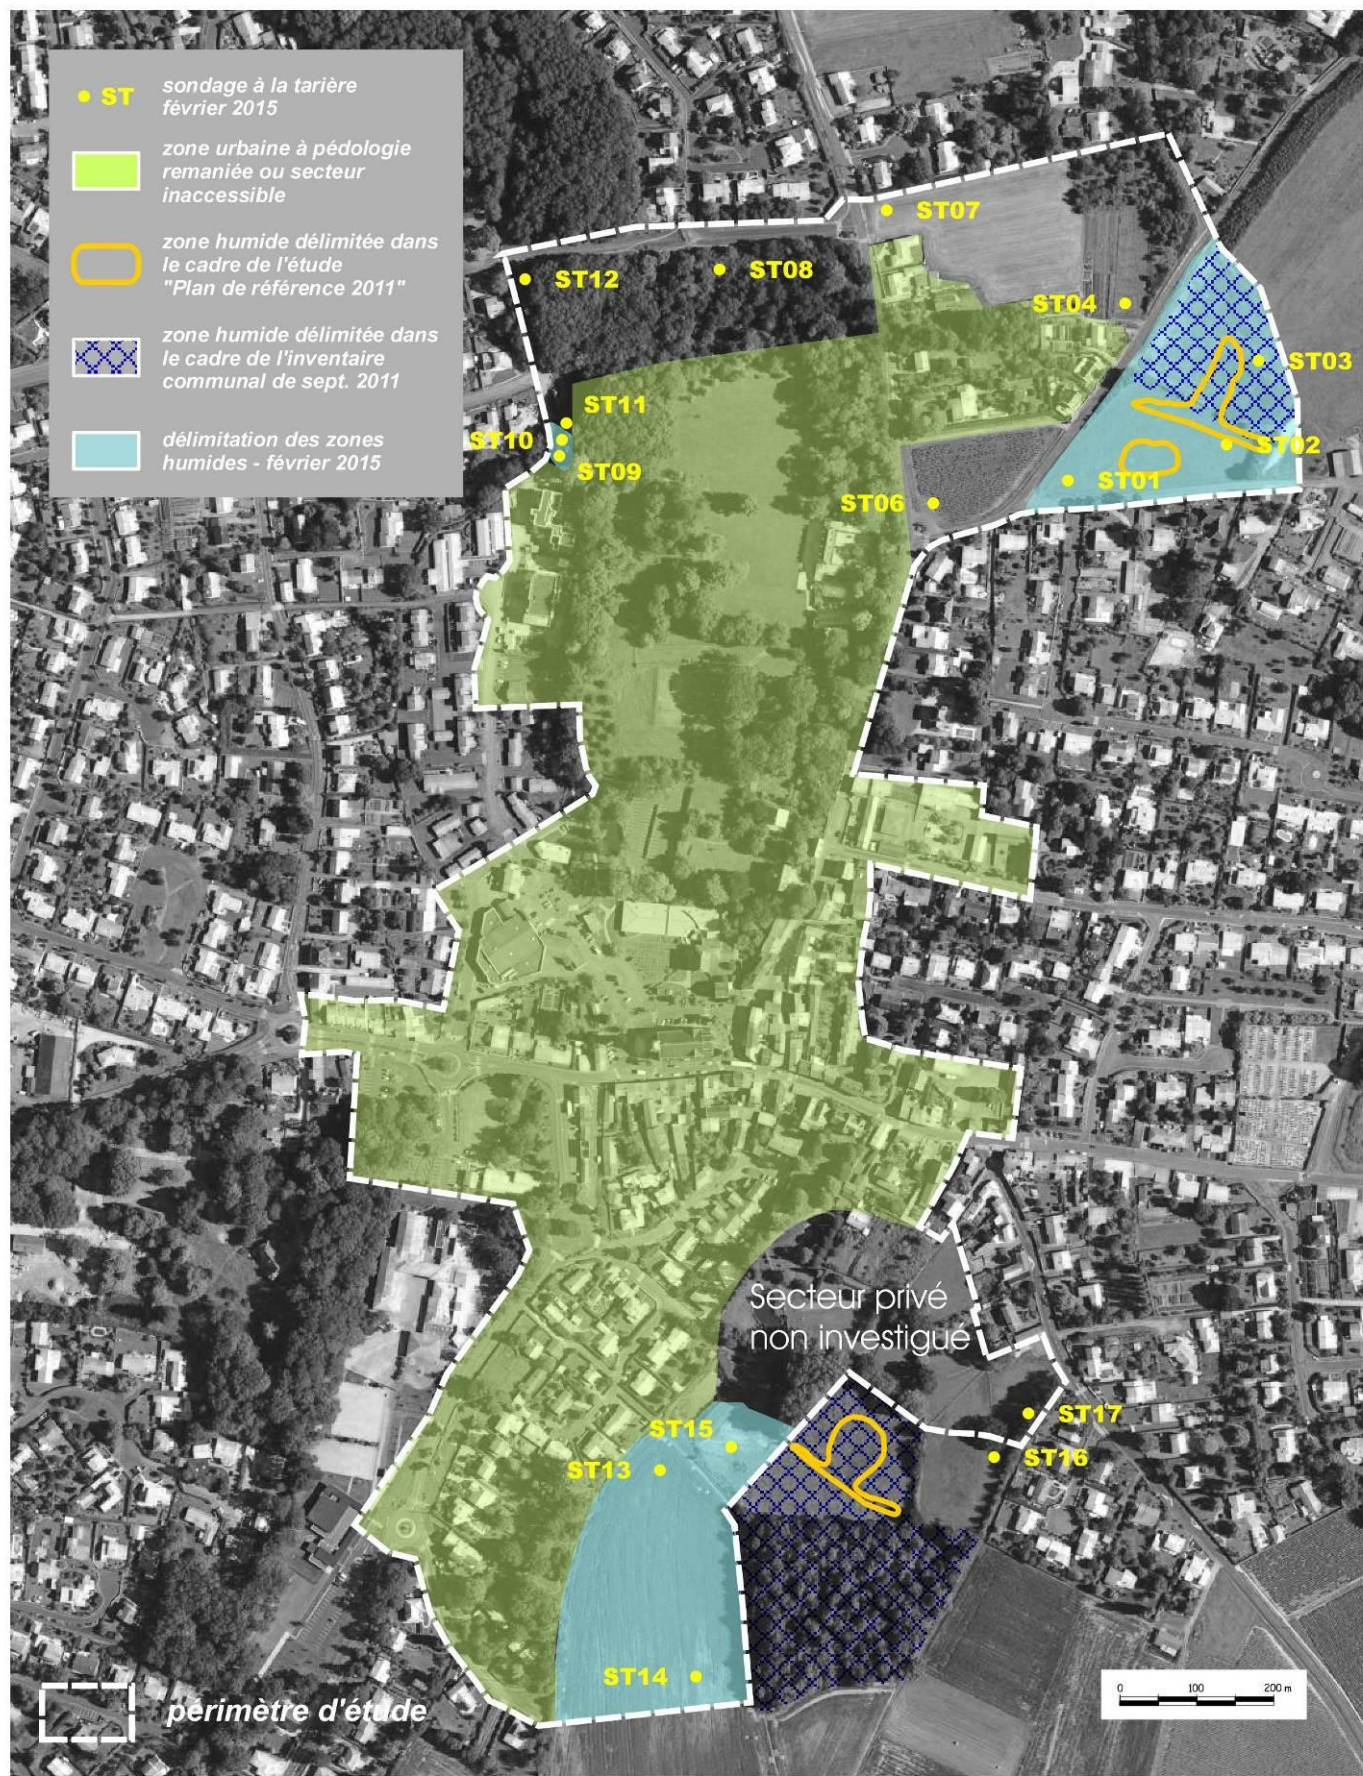 ST
sondage à la tarière
février 2015
zone urbaine à pédologie
remaniée ou secteur
inaccessible
zone humide délimitée dans
le cadre de l'étude
"Plan de référence 2011"
zone humide délimitée dans
le cadre de l'inventaire
communal de sept. 2011
délimitation des zones
humides - février 2015
ST07
ST12
ST08
ST04
ST03
ST11
ST10
ST02
ST09
ST01
ST06
Secteur privé
non investigué
ST17
ST15
ST16
ST13
ST14
périmètre d'étude
0 100 200 m